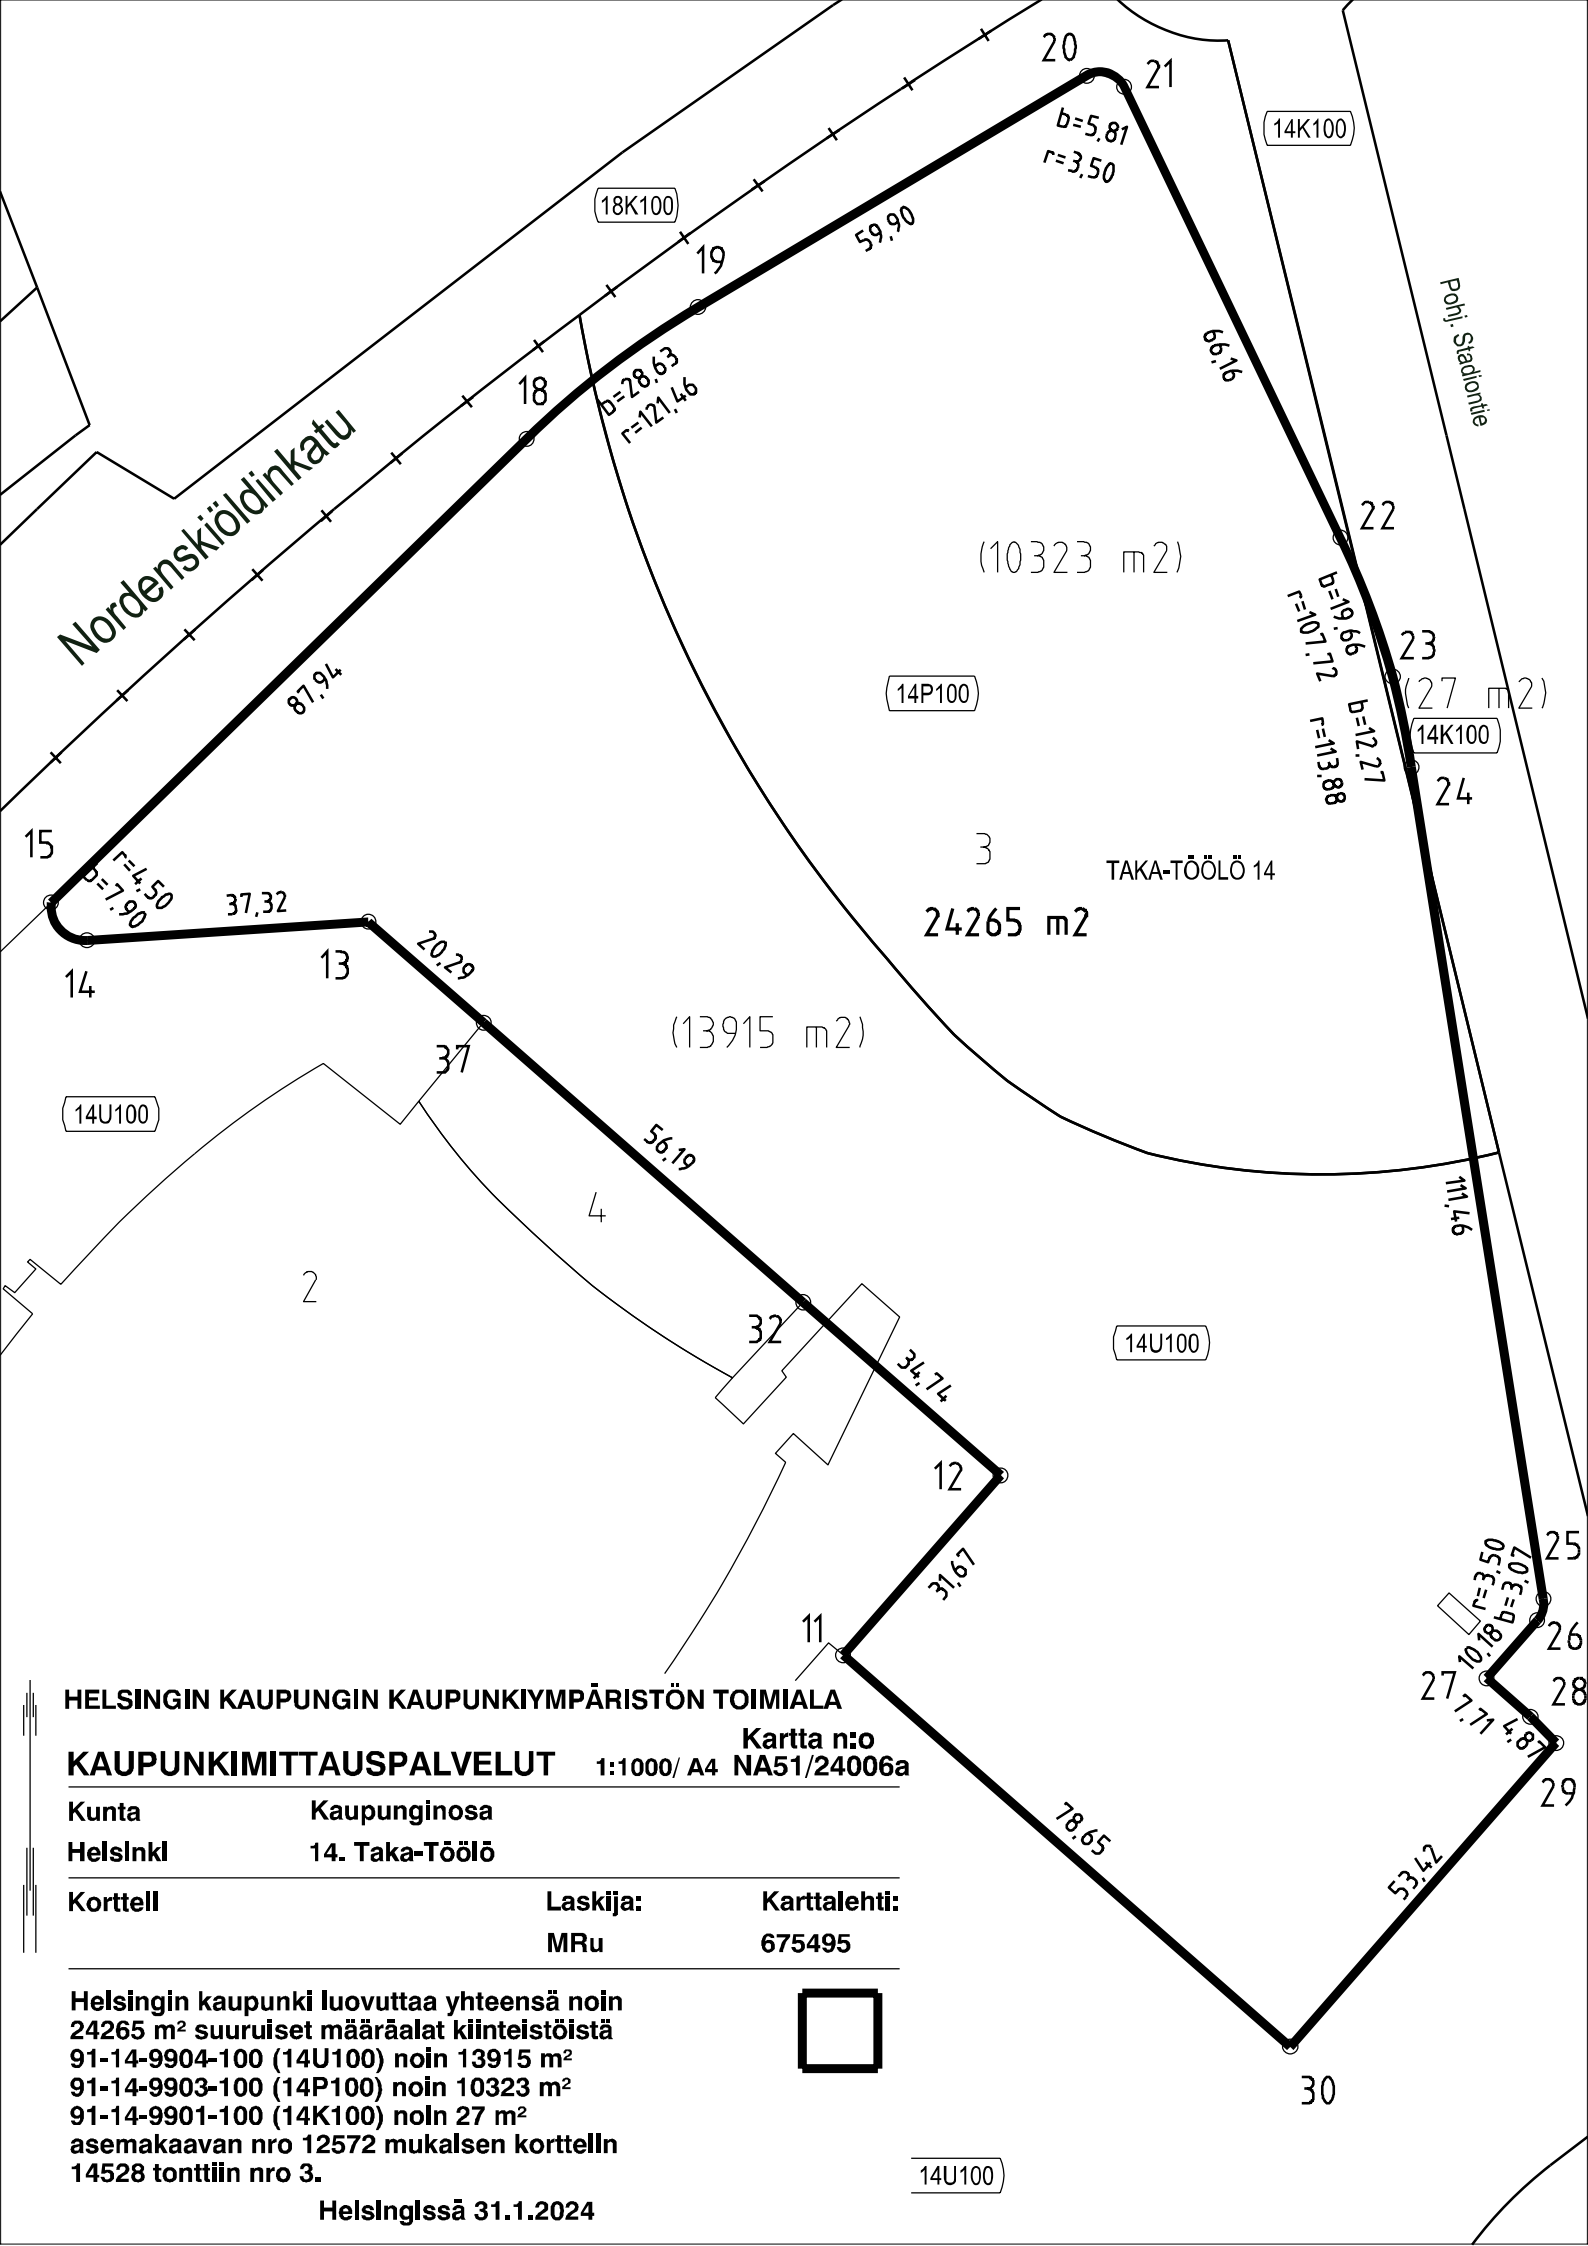 20
21
b=5,81
r=3,50
14K100
18K100
59,90
19
Pohj. Stadiontie
66,16
18
b=28,63
r=121,46
Nordenskiöldinkatu
22
(10323 m2)
b=19,66
r=107,72
23
(27 m2)
87,94
14P100
14K100
b=12,27
r=113,88
24
15
r=4,50
b=7,90
3
TAKA-TÖÖLÖ 14
24265 m2
37,32
14
13
20,29
(13915 m2)
37
14U100
56,19
4
111,46
2
32
14U100
34,74
12
31,67
25
r=3,50
b=3,07
11
26
10,18
27
28
7,71
4,87
29
HELSINGIN KAUPUNGIN KAUPUNKIYMPÄRISTÖN TOIMIALA
Kartta n:o
KAUPUNKIMITTAUSPALVELUT 1:1000/ A4 NA51/24006a
Kunta Kaupunginosa
Helsinki 14. Taka-Töölö
Kortteli Laskija: Karttalehti:
MRu 675495
78,65
53,42
Helsingin kaupunki luovuttaa yhteensä noin
24265 m² suuruiset määräalat kiinteistöistä
91-14-9904-100 (14U100) noin 13915 m²
91-14-9903-100 (14P100) noin 10323 m²
91-14-9901-100 (14K100) noin 27 m²
asemakaavan nro 12572 mukaisen korttelin
14528 tonttiin nro 3.
Helsingissä 31.1.2024
30
14U100